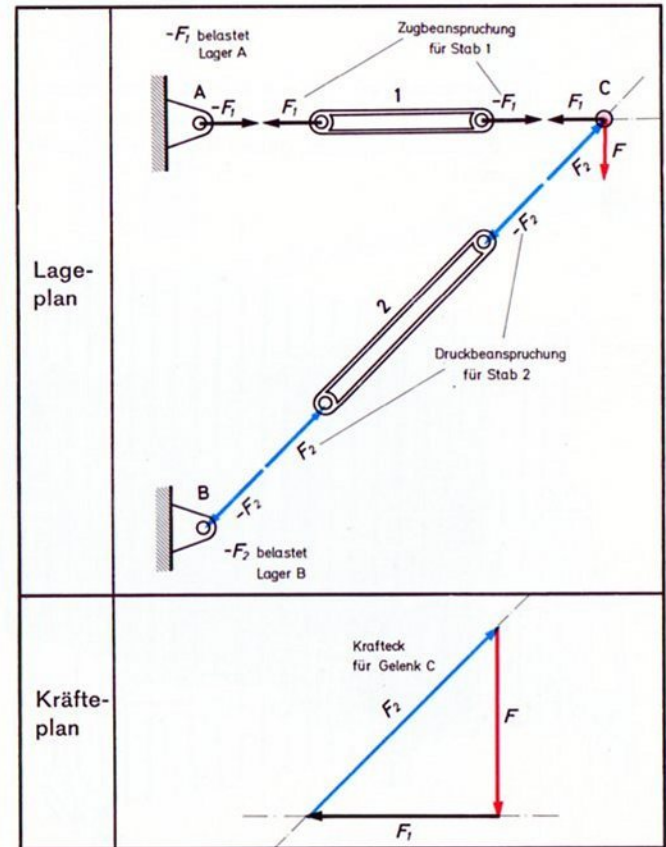 -F₁ belastet
Lager A
Zugbeanspruchung
für Stab 1
A
-F₁
F₁
1
-F₁
F₁
C
F
F₂
-F₂
Lage-
plan
2
Druckbeanspruchung
für Stab 2
F₂
B
-F₂
-F₂ belastet
Lager B
Krafteck
für Gelenk C
Kräfte-
plan
F₂
F
F₁